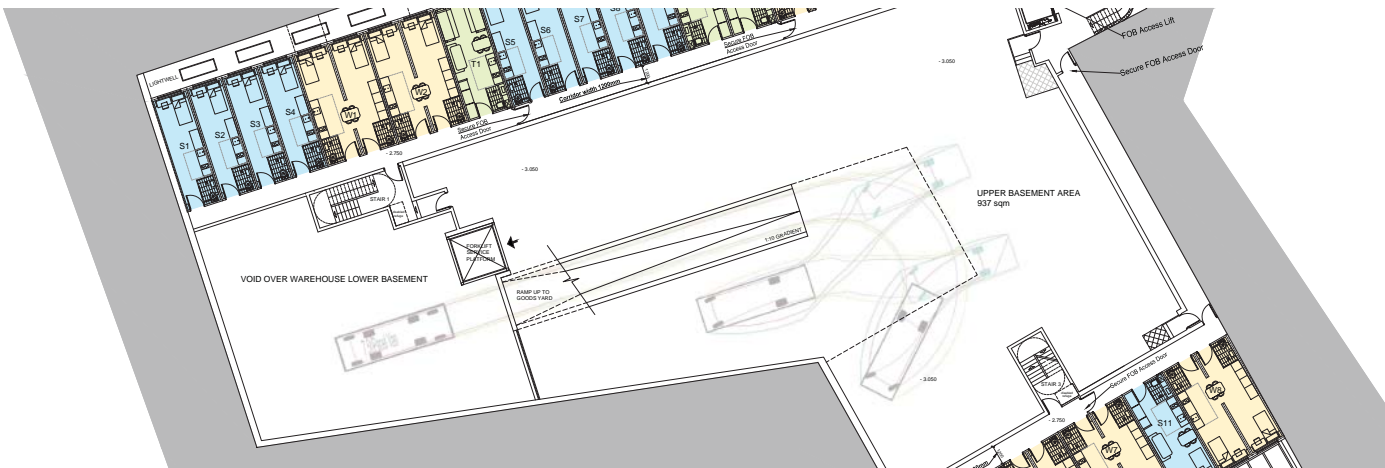 FOB Access Lift
Secure FOB Access Door
S7
S6
S5
Secure FOB
Access Door
LIGHTWELL
T1
- 3.050
W2
Corridor width 1200mm
S4
W1
S3
S2
S1
Secure FOB
Access Door
- 2.750
- 3.050
STAIR 1
UPPER BASEMENT AREA
937 sqm
1:10 GRADIENT
FORKLIFT
SERVICE
PLATFORM
VOID OVER WAREHOUSE LOWER BASEMENT
RAMP UP TO
GOODS YARD
Secure FOB Access Door
- 3.050
STAIR 3
W8
- 2.750
S11
W7